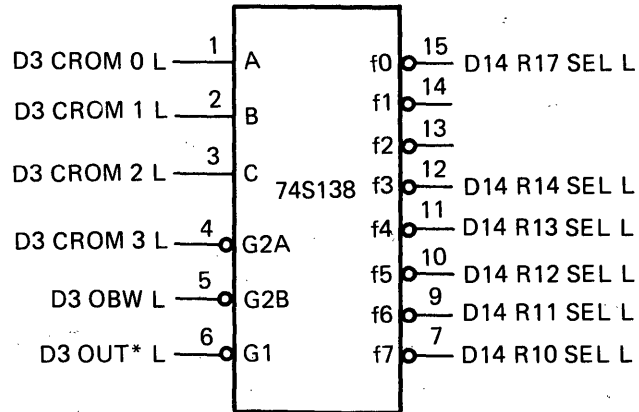 D3 CROM 0 L 1 A f0 15 D14 R17 SEL L
f1 14
D3 CROM 1 L 2 B
f2 13
D3 CROM 2 L 3 C
74S138
f3 12 D14 R14 SEL L
f4 11 D14 R13 SEL L
D3 CROM 3 L 4 G2A
f5 10 D14 R12 SEL L
D3 OBW L 5 G2B
f6 9 D14 R11 SEL L
D3 OUT* L 6 G1 f7 7 D14 R10 SEL L